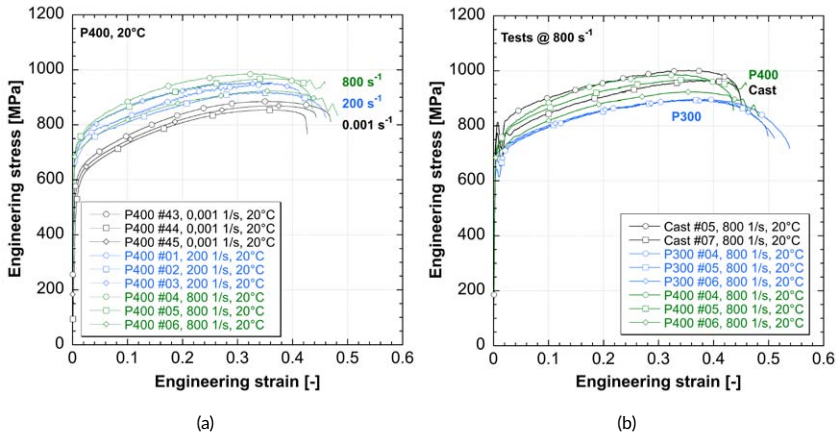 P400, 20°C
1200
1000
800
600
400
200
0
0
0.1
0.2
0.3
0.4
0.5
0.6
Engineering stress [MPa]
Engineering strain [-]
800 s⁻¹
200 s⁻¹
0.001 s⁻¹
P400 #43, 0,001 1/s, 20°C
P400 #44, 0,001 1/s, 20°C
P400 #45, 0,001 1/s, 20°C
P400 #01, 200 1/s, 20°C
P400 #02, 200 1/s, 20°C
P400 #03, 200 1/s, 20°C
P400 #04, 800 1/s, 20°C
P400 #05, 800 1/s, 20°C
P400 #06, 800 1/s, 20°C
(a)
Tests @ 800 s⁻¹
1200
1000
800
600
400
200
0
0
0.1
0.2
0.3
0.4
0.5
0.6
Engineering stress [MPa]
Engineering strain [-]
P400
Cast
P300
Cast #05, 800 1/s, 20°C
Cast #07, 800 1/s, 20°C
P300 #04, 800 1/s, 20°C
P300 #05, 800 1/s, 20°C
P300 #06, 800 1/s, 20°C
P400 #04, 800 1/s, 20°C
P400 #05, 800 1/s, 20°C
P400 #06, 800 1/s, 20°C
(b)